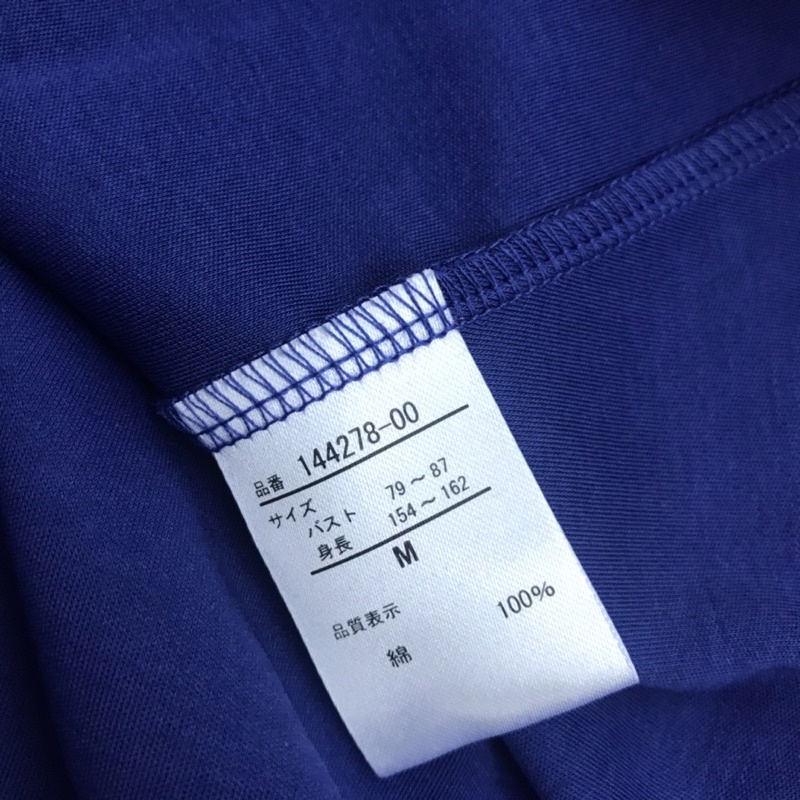 品番 144278-00
サイズ
バスト 79～87
身長 154～162
M
品質表示
綿 100%